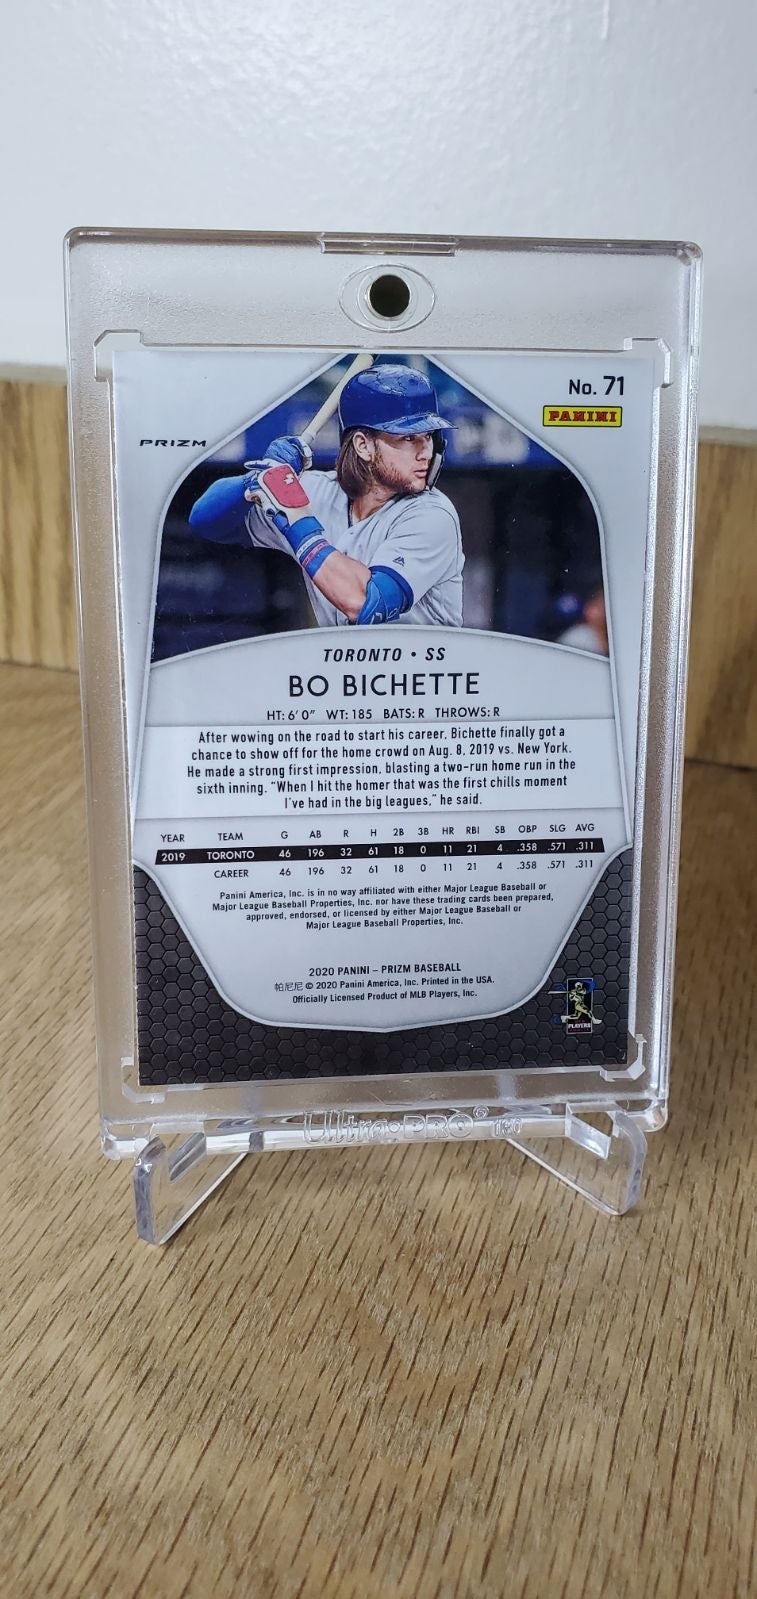 No. 71
PANINI
PRIZM
TORONTO • SS
BO BICHETTE
HT: 6' 0" WT: 185 BATS: R THROWS: R
After wowing on the road to start his career, Bichette finally got a
chance to show off for the home crowd on Aug. 8, 2019 vs. New York.
He made a strong first impression, blasting a two-run home run in the
sixth inning. "When I hit the homer that was the first chills moment
I've had in the big leagues," he said.
YEAR TEAM G AB R H 2B 3B HR RBI SB OBP SLG AVG
2019 TORONTO 46 196 32 61 18 0 11 21 4 .358 .571 .311
CAREER 46 196 32 61 18 0 11 21 4 .358 .571 .311
Panini America, Inc. is in no way affiliated with either Major League Baseball or
Major League Baseball Properties, Inc. nor have these trading cards been prepared,
approved, endorsed, or licensed by either Major League Baseball or
Major League Baseball Properties, Inc.
2020 PANINI – PRIZM BASEBALL
帕尼尼 © 2020 Panini America, Inc. Printed in the USA.
Officially Licensed Product of MLB Players, Inc.
PLAYERS
Ultra•PRO®